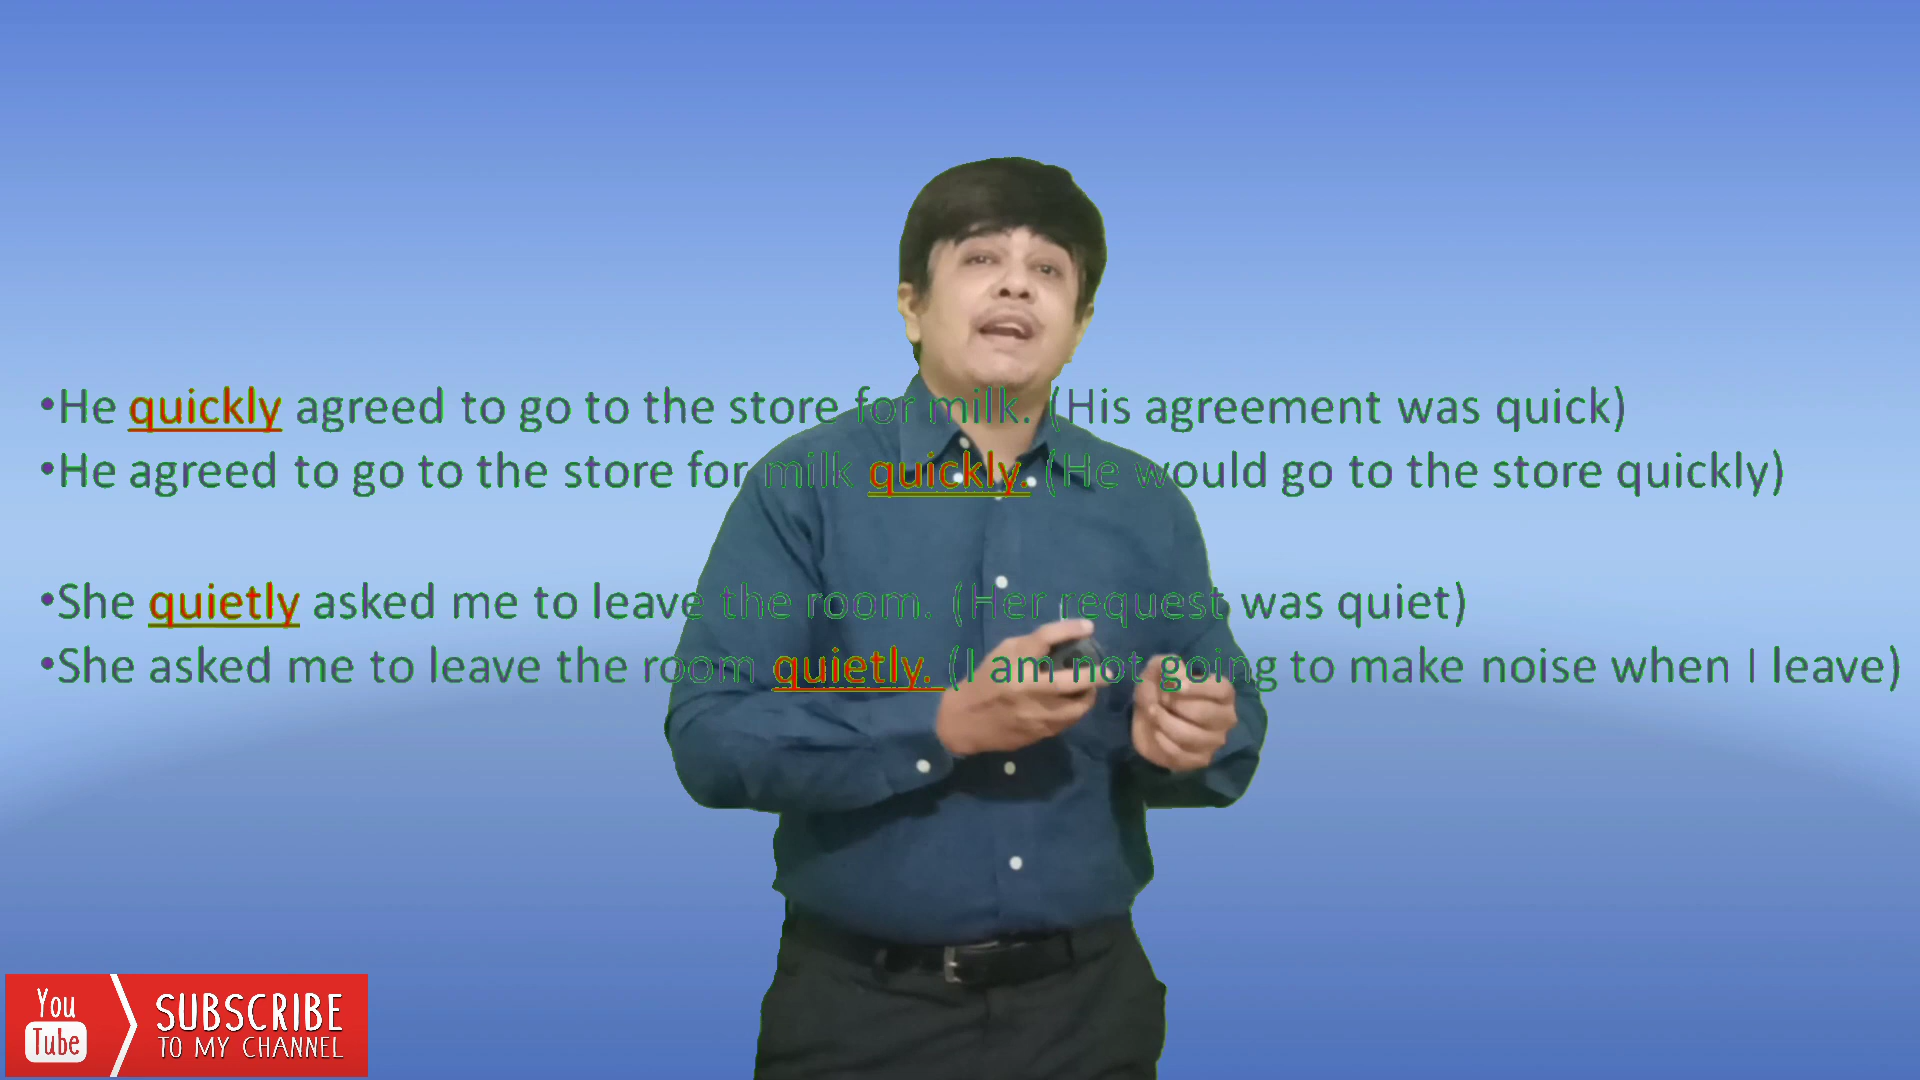 •He quickly agreed to go to the store for milk. (His agreement was quick)
•He agreed to go to the store for milk quickly. (He would go to the store quickly)
•She quietly asked me to leave the room. (Her request was quiet)
•She asked me to leave the room quietly. (I am not going to make noise when I leave)
You
Tube
SUBSCRIBE
TO MY CHANNEL